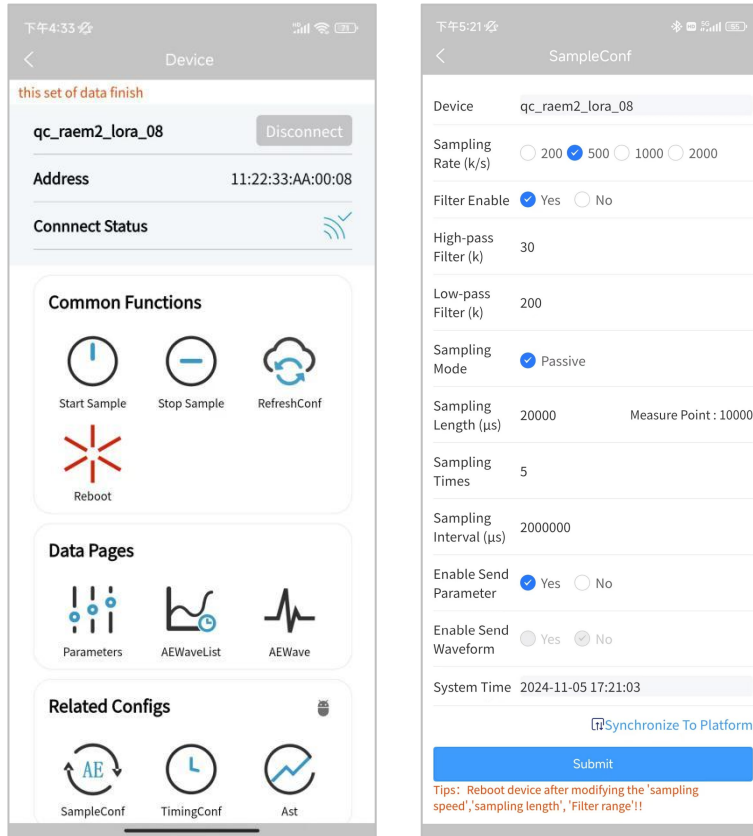 下午4:33
71
Device
this set of data finish
qc_raem2_lora_08
Disconnect
Address
11:22:33:AA:00:08
Connnect Status
Common Functions
Start Sample
Stop Sample
RefreshConf
Reboot
Data Pages
Parameters
AEWaveList
AEWave
Related Configs
AE
SampleConf
TimingConf
Ast
下午5:21
5G
SampleConf
Device qc_raem2_lora_08
Sampling
Rate (k/s)
200 500 1000 2000
Filter Enable Yes No
High-pass
Filter (k)
30
Low-pass
Filter (k)
200
Sampling
Mode
Passive
Sampling
Length (μs)
20000 Measure Point : 10000
Sampling
Times
5
Sampling
Interval (μs)
2000000
Enable Send
Parameter
Yes No
Enable Send
Waveform
Yes No
System Time 2024-11-05 17:21:03
Synchronize To Platform
Submit
Tips：Reboot device after modifying the 'sampling
speed','sampling length', 'Filter range'!!